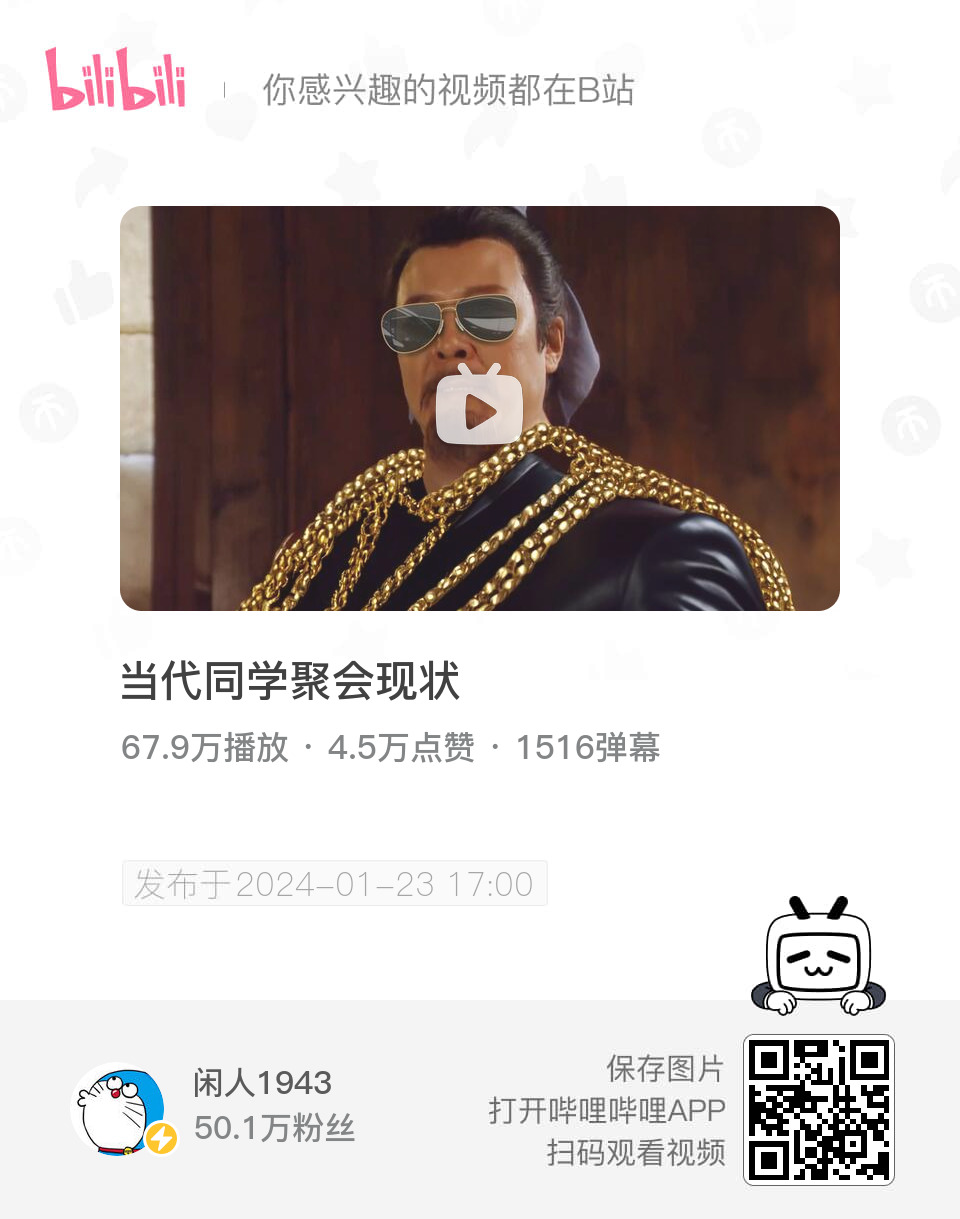 bilibili
你感兴趣的视频都在B站
当代同学聚会现状
67.9万播放 · 4.5万点赞 · 1516弹幕
发布于2024-01-23 17:00
闲人1943
50.1万粉丝
保存图片
打开哔哩哔哩APP
扫码观看视频